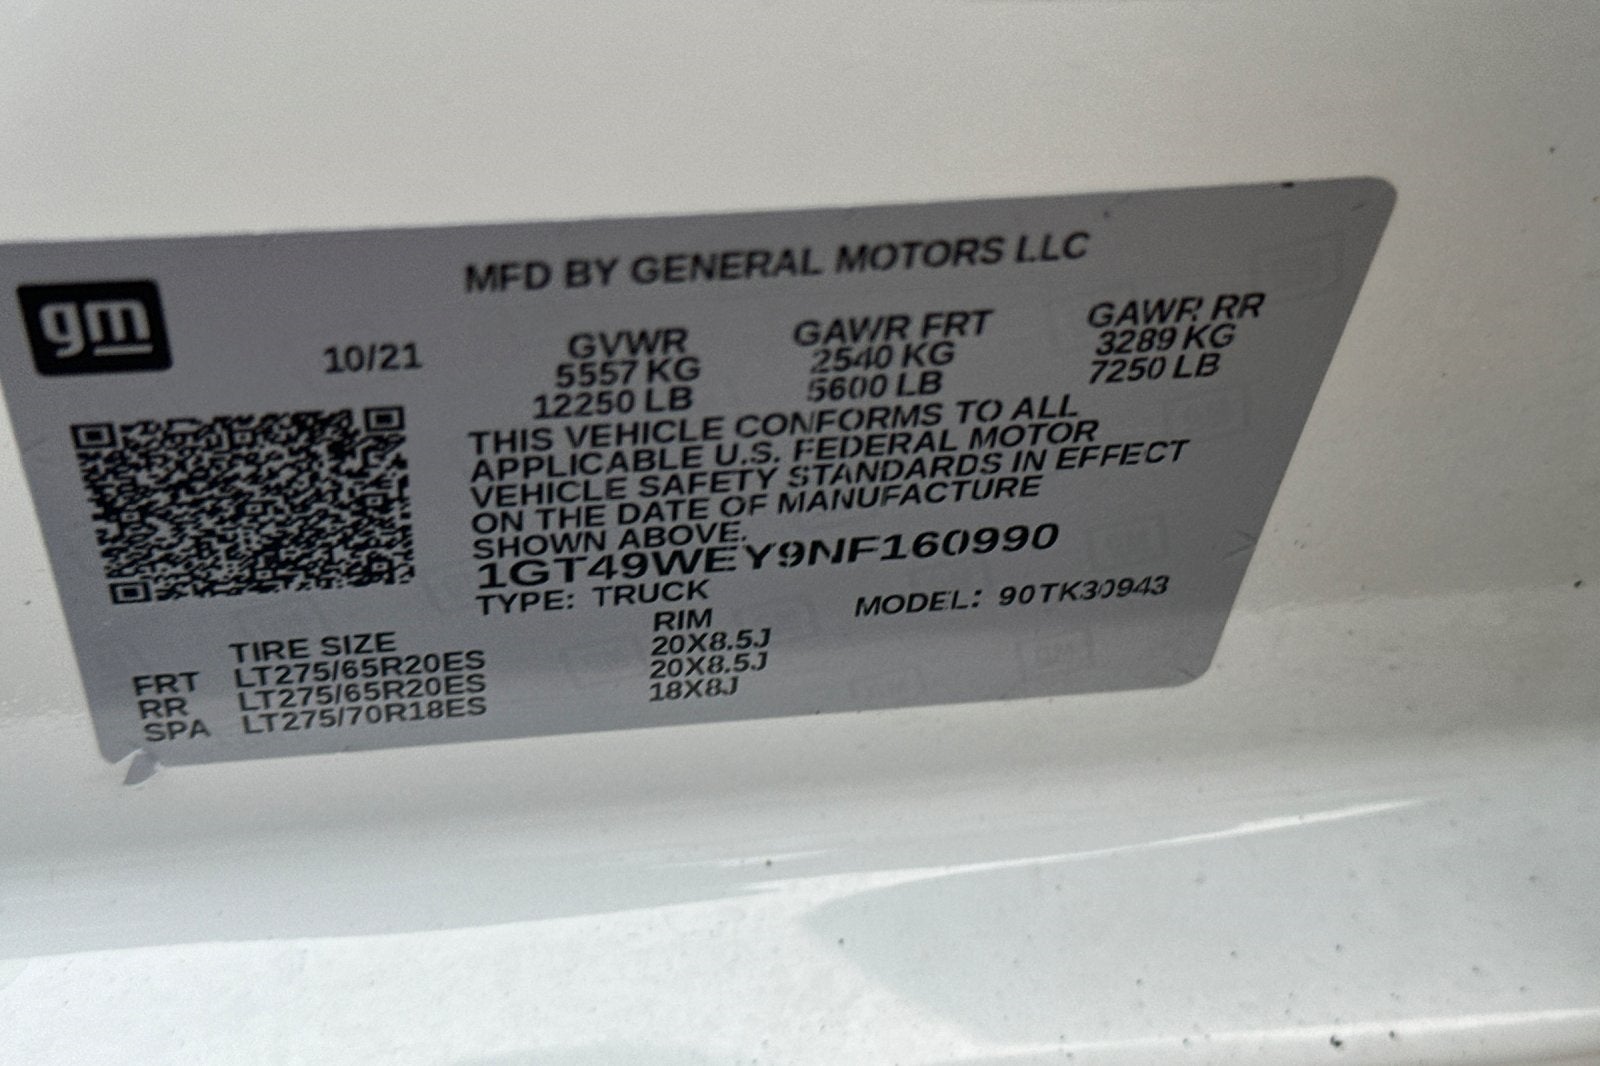 gm
MFD BY GENERAL MOTORS LLC
10/21
GVWR
5557 KG
12250 LB
GAWR FRT
2540 KG
5600 LB
GAWR RR
3289 KG
7250 LB
THIS VEHICLE CONFORMS TO ALL
APPLICABLE U.S. FEDERAL MOTOR
VEHICLE SAFETY STANDARDS IN EFFECT
ON THE DATE OF MANUFACTURE
SHOWN ABOVE.
1GT49WEY9NF160990
TYPE: TRUCK
MODEL: 90TK30943
TIRE SIZE RIM
FRT LT275/65R20ES 20X8.5J
RR LT275/65R20ES 20X8.5J
SPA LT275/70R18ES 18X8J